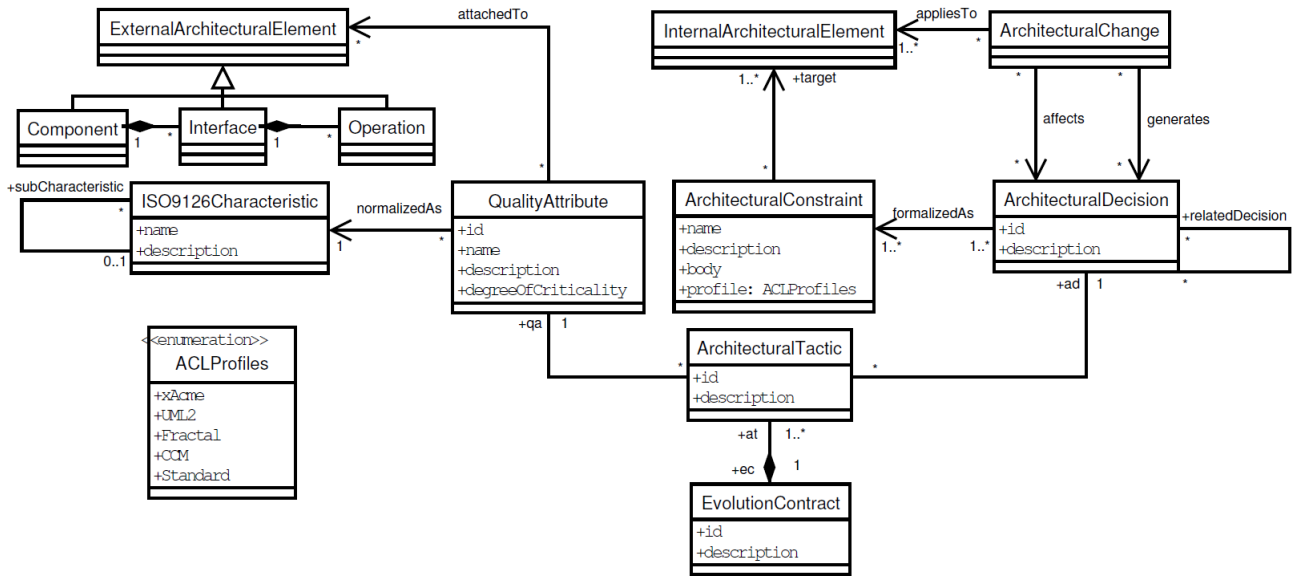 ExternalArchitecturalElement
attachedTo
*
InternalArchitecturalElement
appliesTo
1..*
*
ArchitecturalChange
1..*
+target
*
*
affects
generates
Component
1
*
Interface
1
*
Operation
+subCharacteristic
*
0..1
ISO9126Characteristic
+name
+description
normalizedAs
1
*
*
QualityAttribute
+id
+name
+description
+degreeOfCriticality
*
ArchitecturalConstraint
+name
+description
+body
+profile: ACLProfiles
formalizedAs
1..*
1..*
*
*
ArchitecturalDecision
+id
+description
+relatedDecision
*
*
+qa
1
+ad
1
<<enumeration>>
ACLProfiles
+xAcme
+UML2
+Fractal
+CCM
+Standard
*
ArchitecturalTactic
+id
+description
*
+at
1..*
+ec
1
EvolutionContract
+id
+description